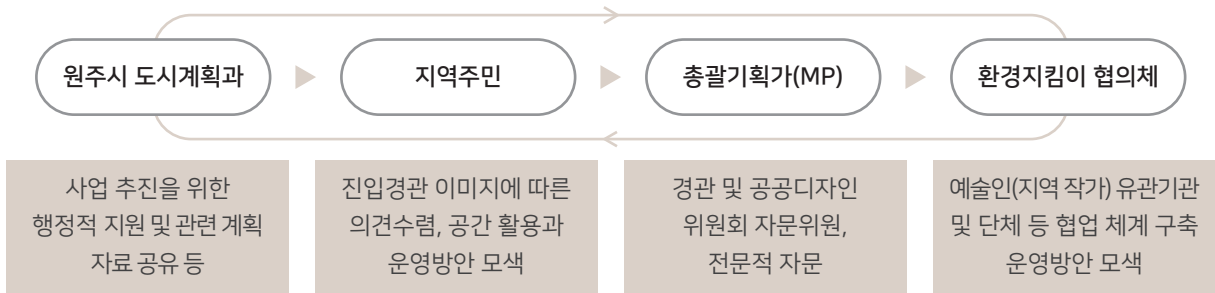 원주시 도시계획과
지역주민
총괄기획가(MP)
환경지킴이 협의체
사업 추진을 위한
행정적 지원 및 관련 계획
자료 공유 등
진입경관 이미지에 따른
의견수렴, 공간 활용과
운영방안 모색
경관 및 공공디자인
위원회 자문위원,
전문적 자문
예술인(지역 작가) 유관기관
및 단체 등 협업 체계 구축
운영방안 모색